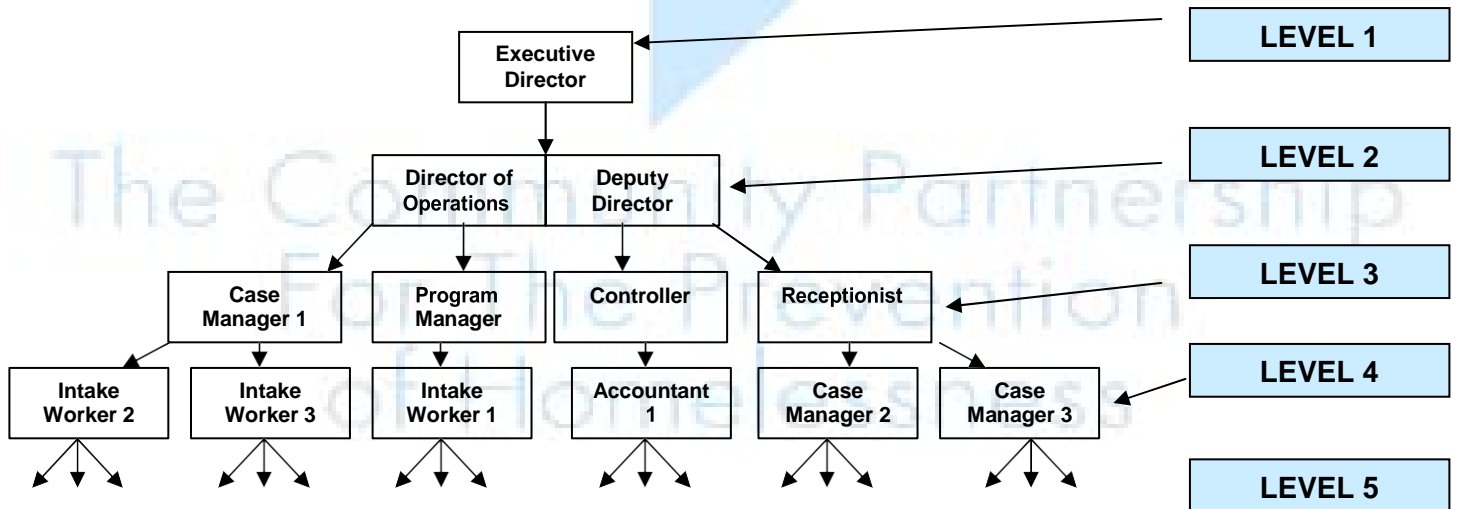 LEVEL 1
Executive
Director
LEVEL 2
Director of
Operations
Deputy
Director
The Community Partnership
For The Prevention
of Homelessness
LEVEL 3
Case
Manager 1
Program
Manager
Controller
Receptionist
LEVEL 4
Intake
Worker 2
Intake
Worker 3
Intake
Worker 1
Accountant
1
Case
Manager 2
Case
Manager 3
LEVEL 5